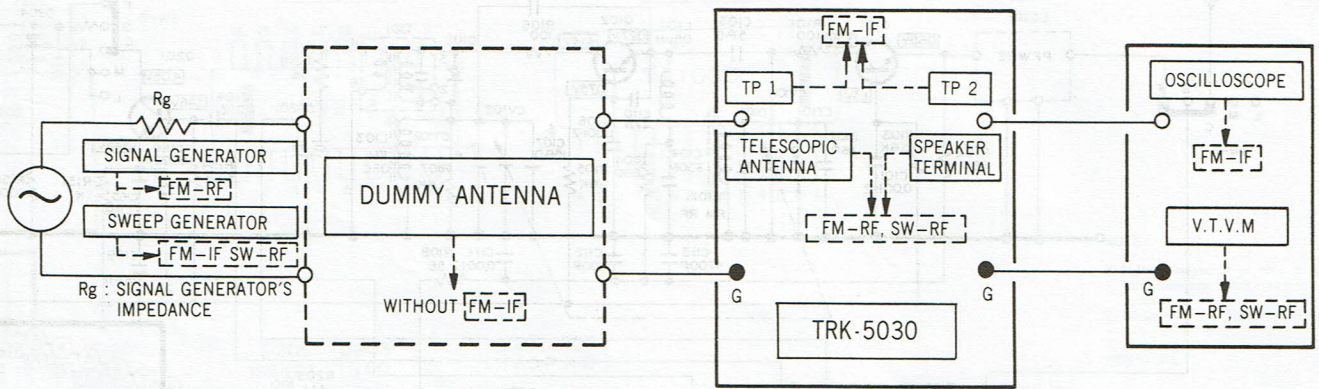 Rg
SIGNAL GENERATOR
FM-RF
SWEEP GENERATOR
FM-IF SW-RF
Rg : SIGNAL GENERATOR'S
IMPEDANCE
DUMMY ANTENNA
WITHOUT FM-IF
FM-IF
TP 1
TP 2
TELESCOPIC
ANTENNA
SPEAKER
TERMINAL
FM-RF, SW-RF
G
G
TRK-5030
OSCILLOSCOPE
FM-IF
V.T.V.M
G
FM-RF, SW-RF